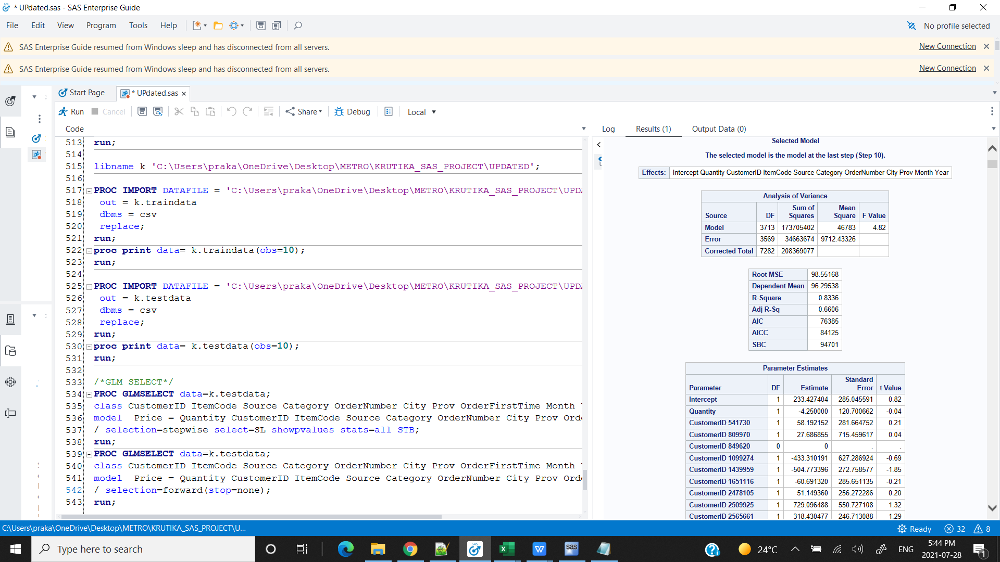 * UPdated.sas - SAS Enterprise Guide
File Edit View Program Tools Help
No profile selected
SAS Enterprise Guide resumed from Windows sleep and has disconnected from all servers.
New Connection
SAS Enterprise Guide resumed from Windows sleep and has disconnected from all servers.
New Connection
Start Page
* UPdated.sas
Run Cancel Share Debug Local
Code
513 run;
514
515 libname k 'C:\Users\praka\OneDrive\Desktop\METRO\KRUTIKA_SAS_PROJECT\UPDATED';
516
517 PROC IMPORT DATAFILE = 'C:\Users\praka\OneDrive\Desktop\METRO\KRUTIKA_SAS_PROJECT\UPDA
518 out = k.traindata
519 dbms = csv
520 replace;
521 run;
522 proc print data= k.traindata(obs=10);
523 run;
524
525 PROC IMPORT DATAFILE = 'C:\Users\praka\OneDrive\Desktop\METRO\KRUTIKA_SAS_PROJECT\UPDA
526 out = k.testdata
527 dbms = csv
528 replace;
529 run;
530 proc print data= k.testdata(obs=10);
531 run;
532
533 /*GLM SELECT*/
534 PROC GLMSELECT data=k.testdata;
535 class CustomerID ItemCode Source Category OrderNumber City Prov OrderFirstTime Month
536 model Price = Quantity CustomerID ItemCode Source Category OrderNumber City Prov Orde
537 / selection=stepwise select=SL showpvalues stats=all STB;
538 run;
539 PROC GLMSELECT data=k.testdata;
540 class CustomerID ItemCode Source Category OrderNumber City Prov OrderFirstTime Month
541 model Price = Quantity CustomerID ItemCode Source Category OrderNumber City Prov Orde
542 / selection=forward(stop=none);
543 run;
Log Results (1) Output Data (0)
Selected Model
The selected model is the model at the last step (Step 10).
Effects: Intercept Quantity CustomerID ItemCode Source Category OrderNumber City Prov Month Year
Analysis of Variance
Source DF Sum of Squares Mean Square F Value
Model 3713 173705402 46783 4.82
Error 3569 34663674 9712.43326
Corrected Total 7282 208369077
Root MSE 98.55168
Dependent Mean 96.29538
R-Square 0.8336
Adj R-Sq 0.6606
AIC 76385
AICC 84125
SBC 94701
Parameter Estimates
Parameter DF Estimate Standard Error t Value
Intercept 1 233.427404 285.045591 0.82
Quantity 1 -4.250000 120.700662 -0.04
CustomerID 541730 1 58.192152 281.664752 0.21
CustomerID 809970 1 27.686855 715.459617 0.04
CustomerID 849620 0 0 . .
CustomerID 1099274 1 -433.310191 627.286924 -0.69
CustomerID 1439959 1 -504.773396 272.758577 -1.85
CustomerID 1651116 1 -60.691320 285.651135 -0.21
CustomerID 2478105 1 51.149360 256.272286 0.20
CustomerID 2509925 1 729.096488 550.727108 1.32
CustomerID 2565661 1 318.430477 246.713088 1.29
C:\Users\praka\OneDrive\Desktop\METRO\KRUTIKA_SAS_PROJECT\U...
Ready 32 8
Type here to search
SAS
sas
24°C
ENG
5:44 PM
2021-07-28
1